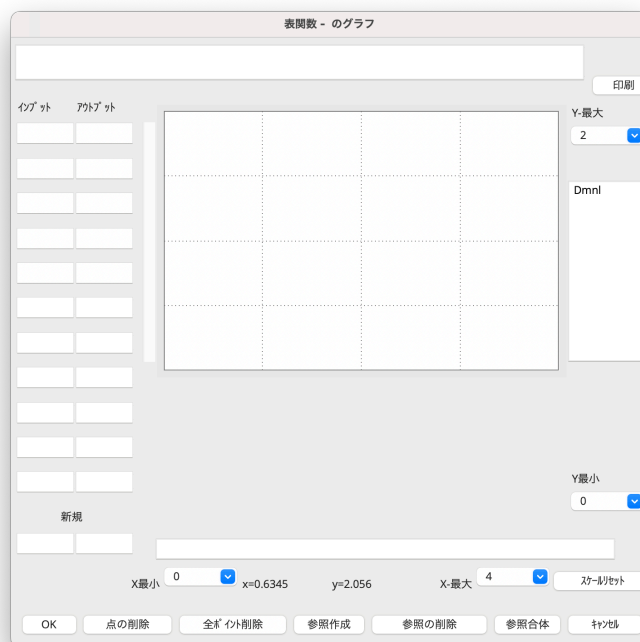 表関数 - のグラフ
印刷
ｲﾝﾌﾟｯﾄ ｱｳﾄﾌﾟｯﾄ
Y-最大
2
Dmnl
Y最小
0
新規
X最小 0 x=0.6345 y=2.056 X-最大 4 ｽｹｰﾙﾘｾｯﾄ
OK 点の削除 全ﾎﾟｲﾝﾄ削除 参照作成 参照の削除 参照合体 ｷｬﾝｾﾙ